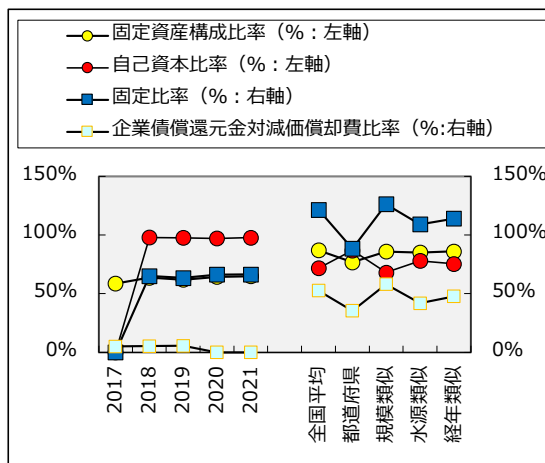 固定資産構成比率（%：左軸）
自己資本比率（%：左軸）
固定比率（%：右軸）
企業債償還元金対減価償却費比率（%:右軸）
150% 150%
100% 100%
50% 50%
0% 0%
2017 2018 2019 2020 2021 全国平均 都道府県 規模類似 水源類似 経年類似